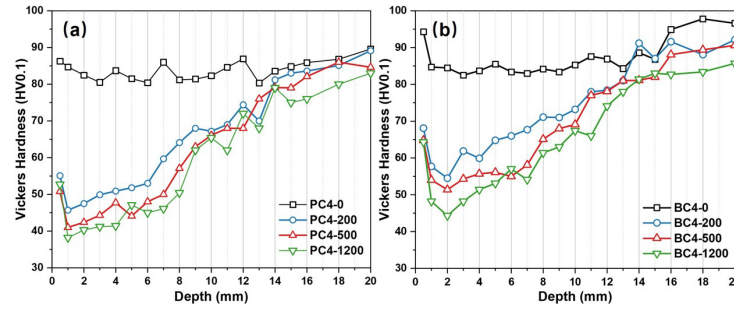 (a)
Vickers Hardness (HV0.1)
100
90
80
70
60
50
40
30
PC4-0
PC4-200
PC4-500
PC4-1200
0 2 4 6 8 10 12 14 16 18 20
Depth (mm)
(b)
Vickers Hardness (HV0.1)
100
90
80
70
60
50
40
30
BC4-0
BC4-200
BC4-500
BC4-1200
0 2 4 6 8 10 12 14 16 18
Depth (mm)